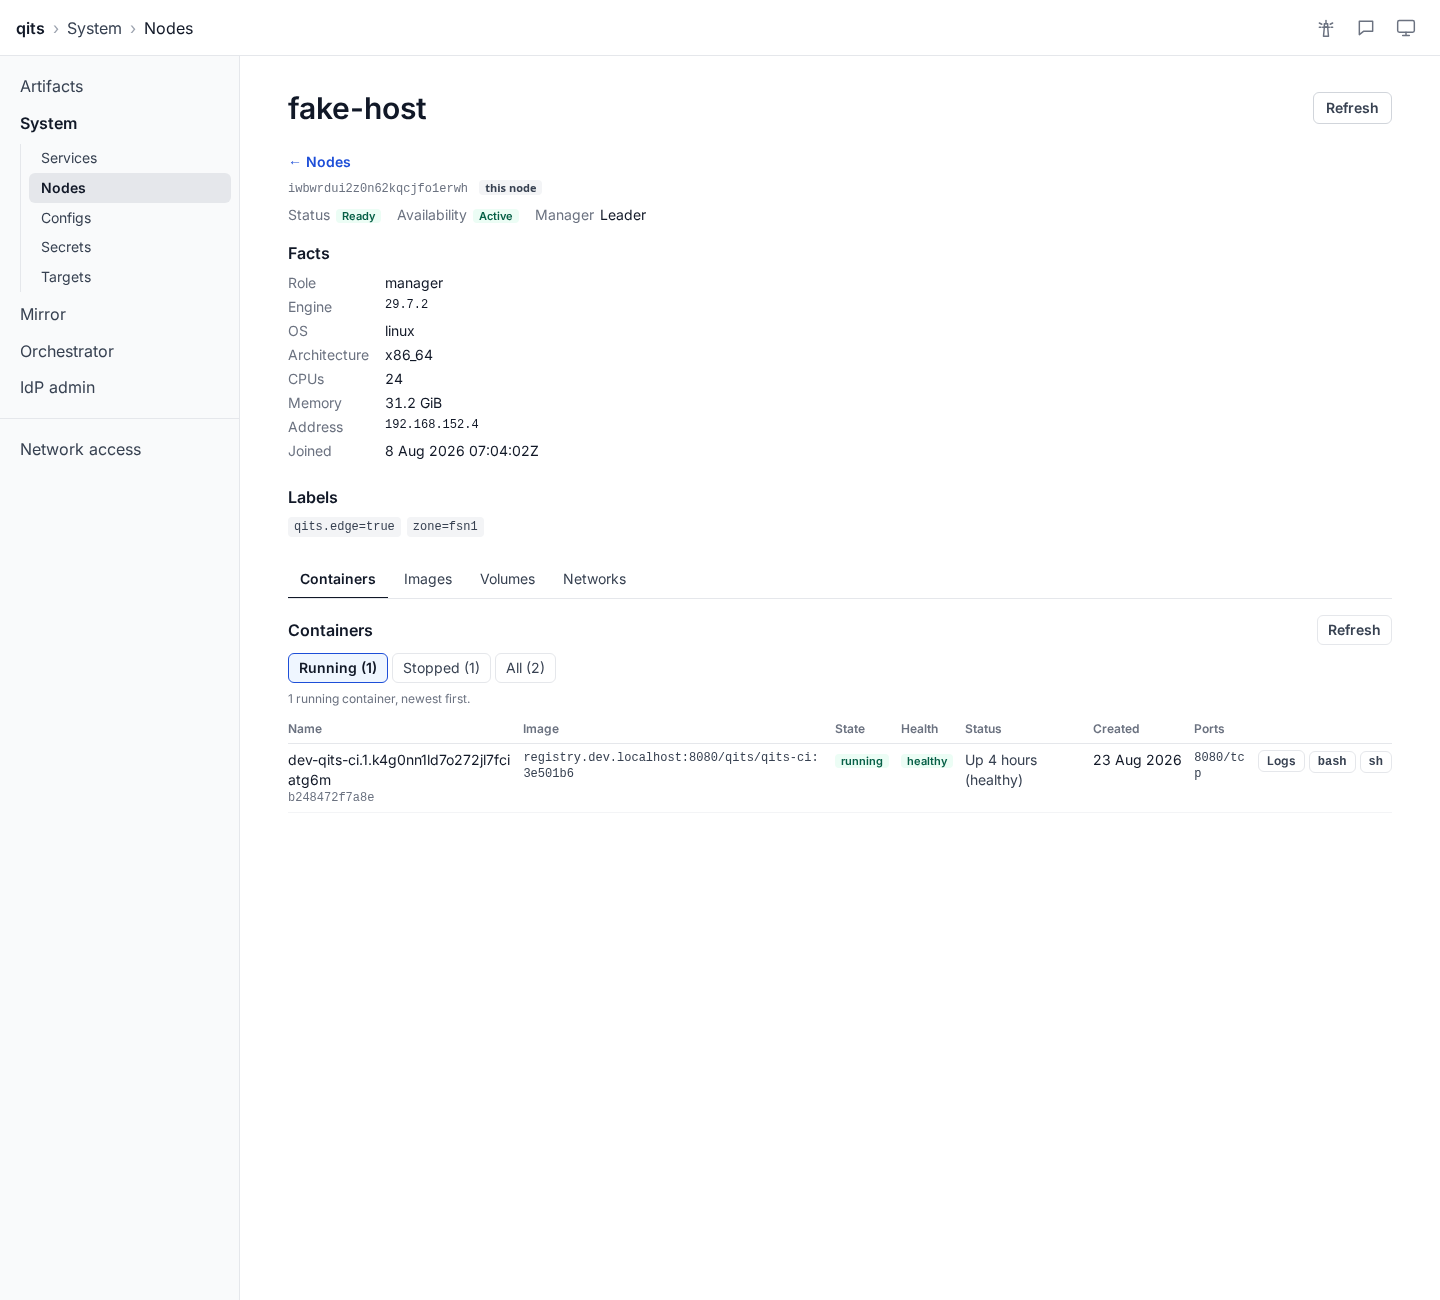 qits › System › Nodes
Artifacts
System
Services
Nodes
Configs
Secrets
Targets
Mirror
Orchestrator
IdP admin
Network access
fake-host
Refresh
← Nodes
iwbwrdui2z0n62kqcjfo1erwh this node
Status Ready Availability Active Manager Leader
Facts
Role manager
Engine 29.7.2
OS linux
Architecture x86_64
CPUs 24
Memory 31.2 GiB
Address 192.168.152.4
Joined 8 Aug 2026 07:04:02Z
Labels
qits.edge=true zone=fsn1
Containers Images Volumes Networks
Containers Refresh
Running (1) Stopped (1) All (2)
1 running container, newest first.
Name Image State Health Status Created Ports
dev-qits-ci.1.k4g0nn1ld7o272jl7fci registry.dev.localhost:8080/qits/qits-ci: running healthy Up 4 hours 23 Aug 2026 8080/tc Logs bash sh
atg6m 3e501b6 (healthy) p
b248472f7a8e